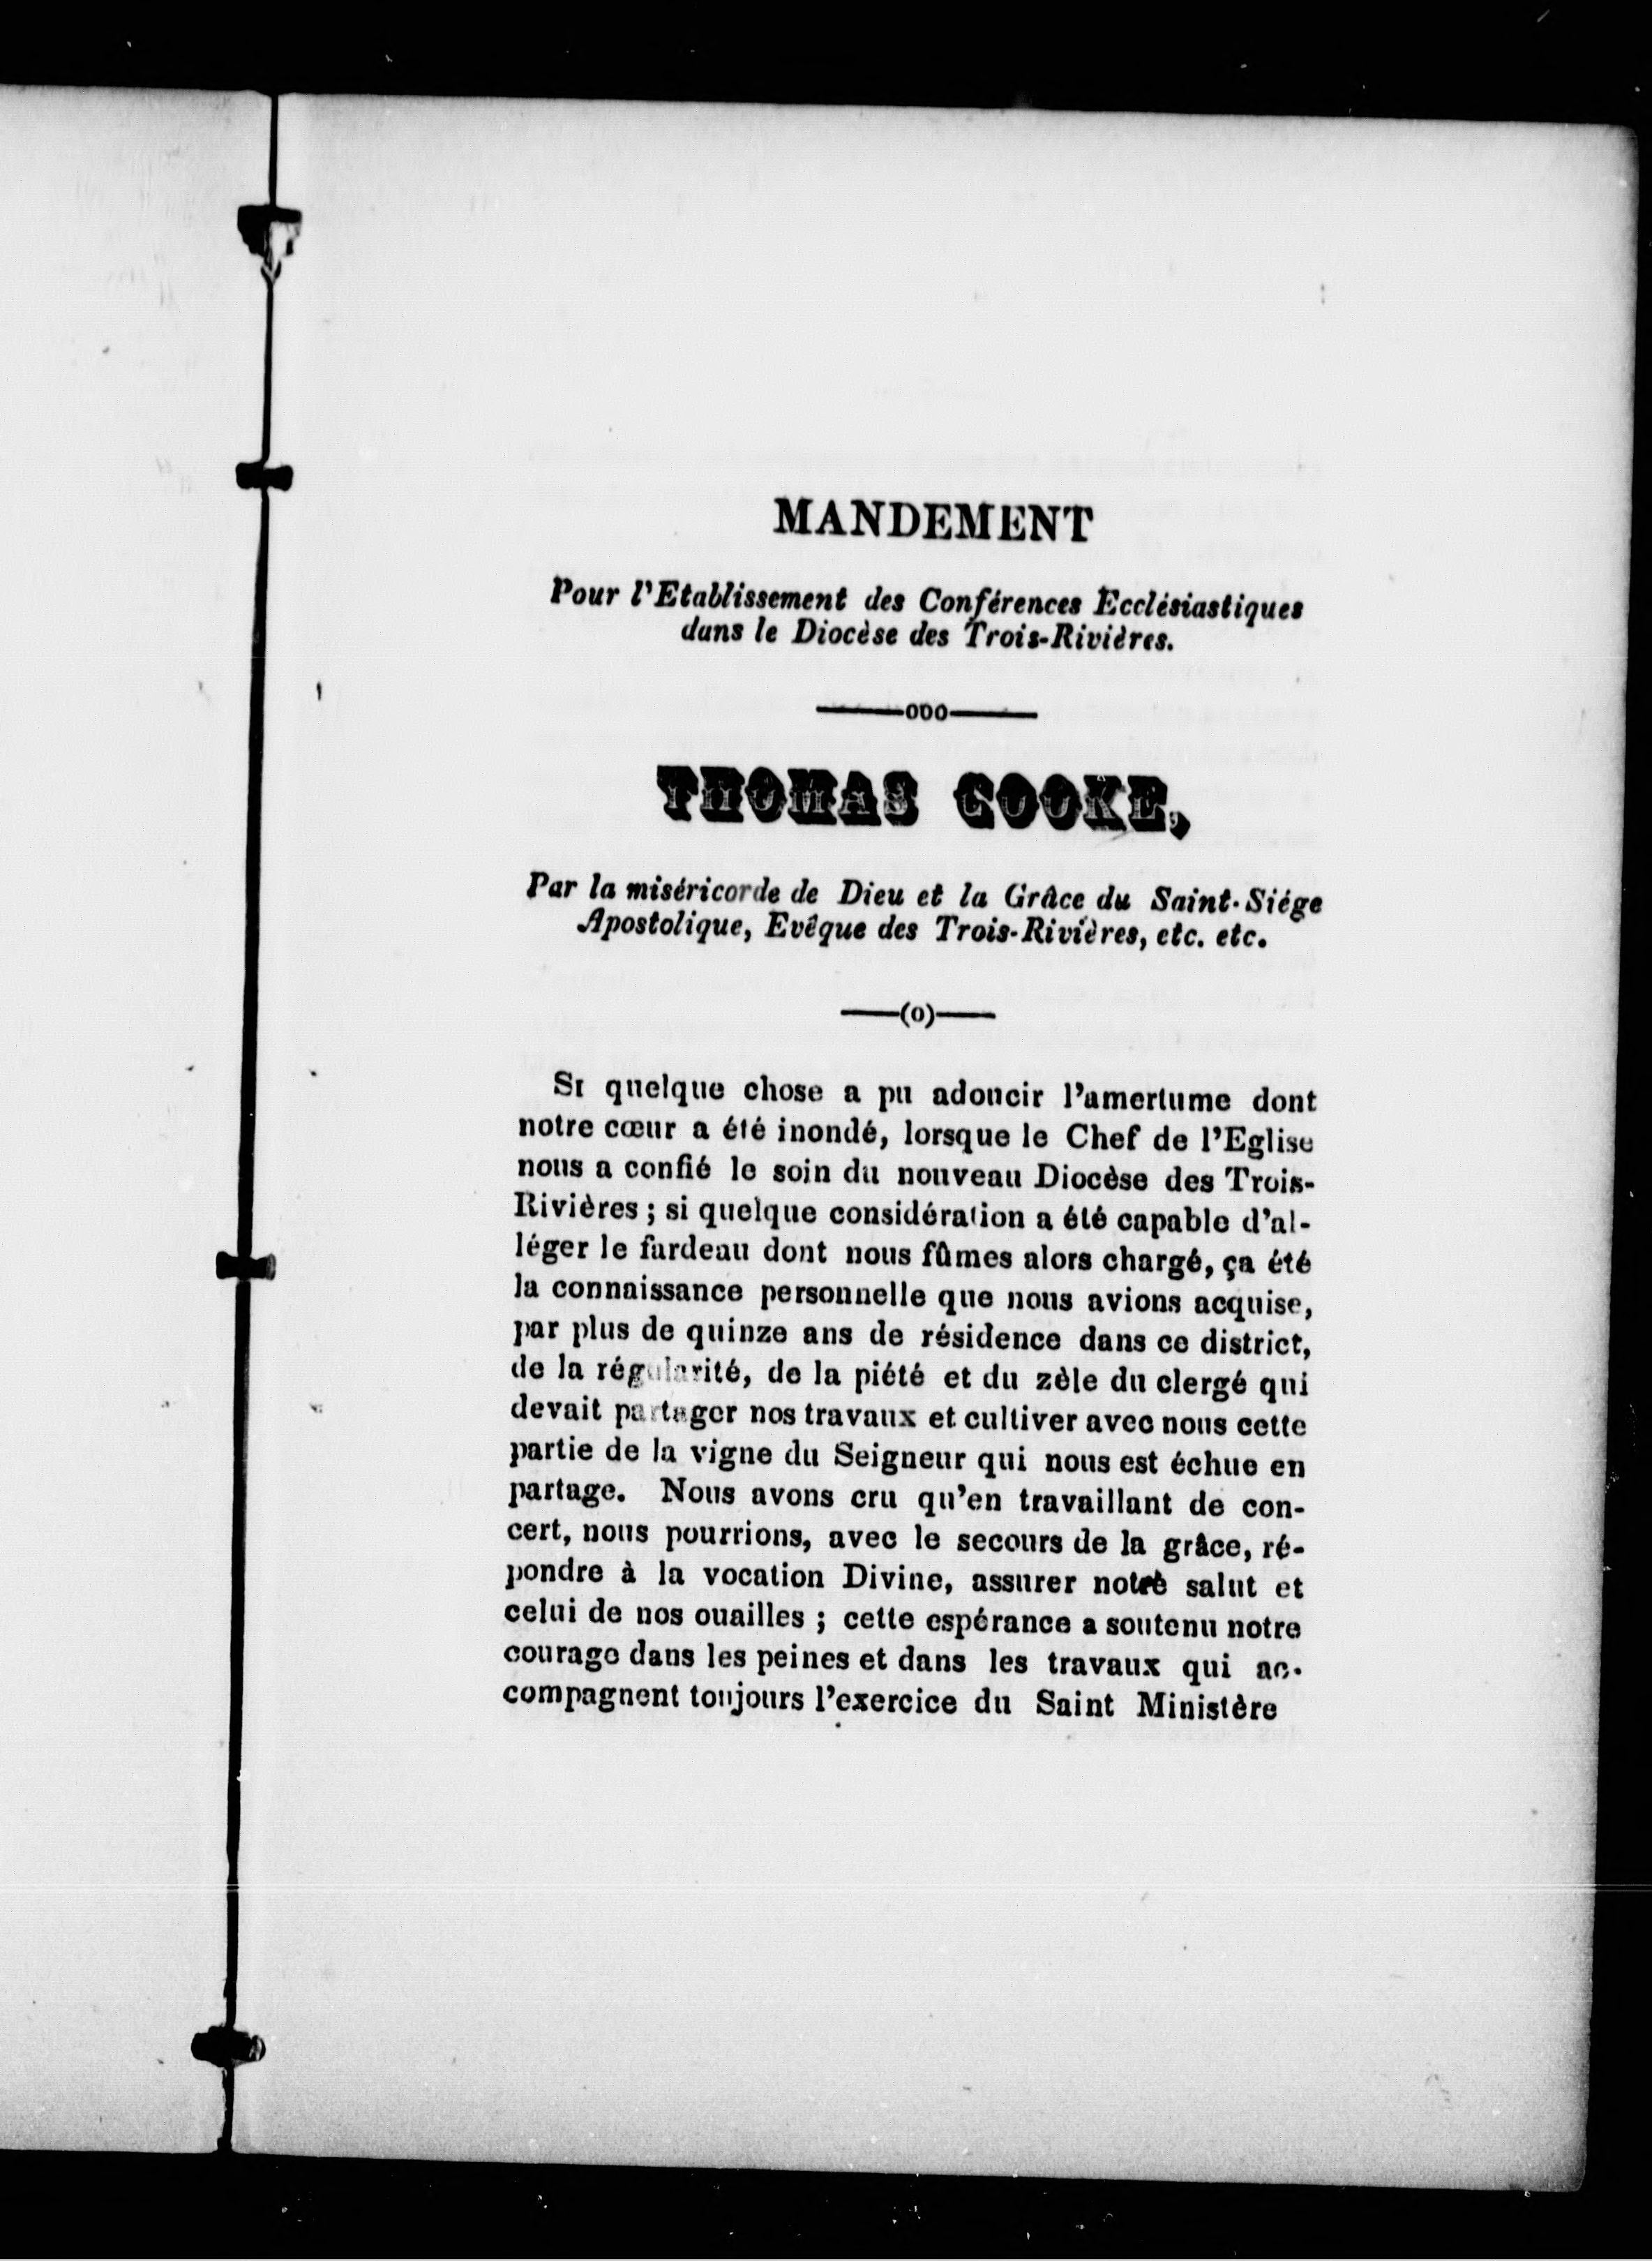 MANDEMENT
Pour l'Etablissement des Conférences Ecclésiastiques
dans le Diocèse des Trois-Rivières.
——ooo——
THOMAS COOKE,
Par la miséricorde de Dieu et la Grâce du Saint-Siége
Apostolique, Evêque des Trois-Rivières, etc. etc.
——(o)——
SI quelque chose a pu adoucir l'amertume dont
notre cœur a été inondé, lorsque le Chef de l'Eglise
nous a confié le soin du nouveau Diocèse des Trois-
Rivières ; si quelque considération a été capable d'al-
léger le fardeau dont nous fûmes alors chargé, ça été
la connaissance personnelle que nous avions acquise,
par plus de quinze ans de résidence dans ce district,
de la régularité, de la piété et du zèle du clergé qui
devait partager nos travaux et cultiver avec nous cette
partie de la vigne du Seigneur qui nous est échue en
partage. Nous avons cru qu'en travaillant de con-
cert, nous pourrions, avec le secours de la grâce, ré-
pondre à la vocation Divine, assurer notre salut et
celui de nos ouailles ; cette espérance a soutenu notre
courage dans les peines et dans les travaux qui ac-
compagnent toujours l'exercice du Saint Ministère